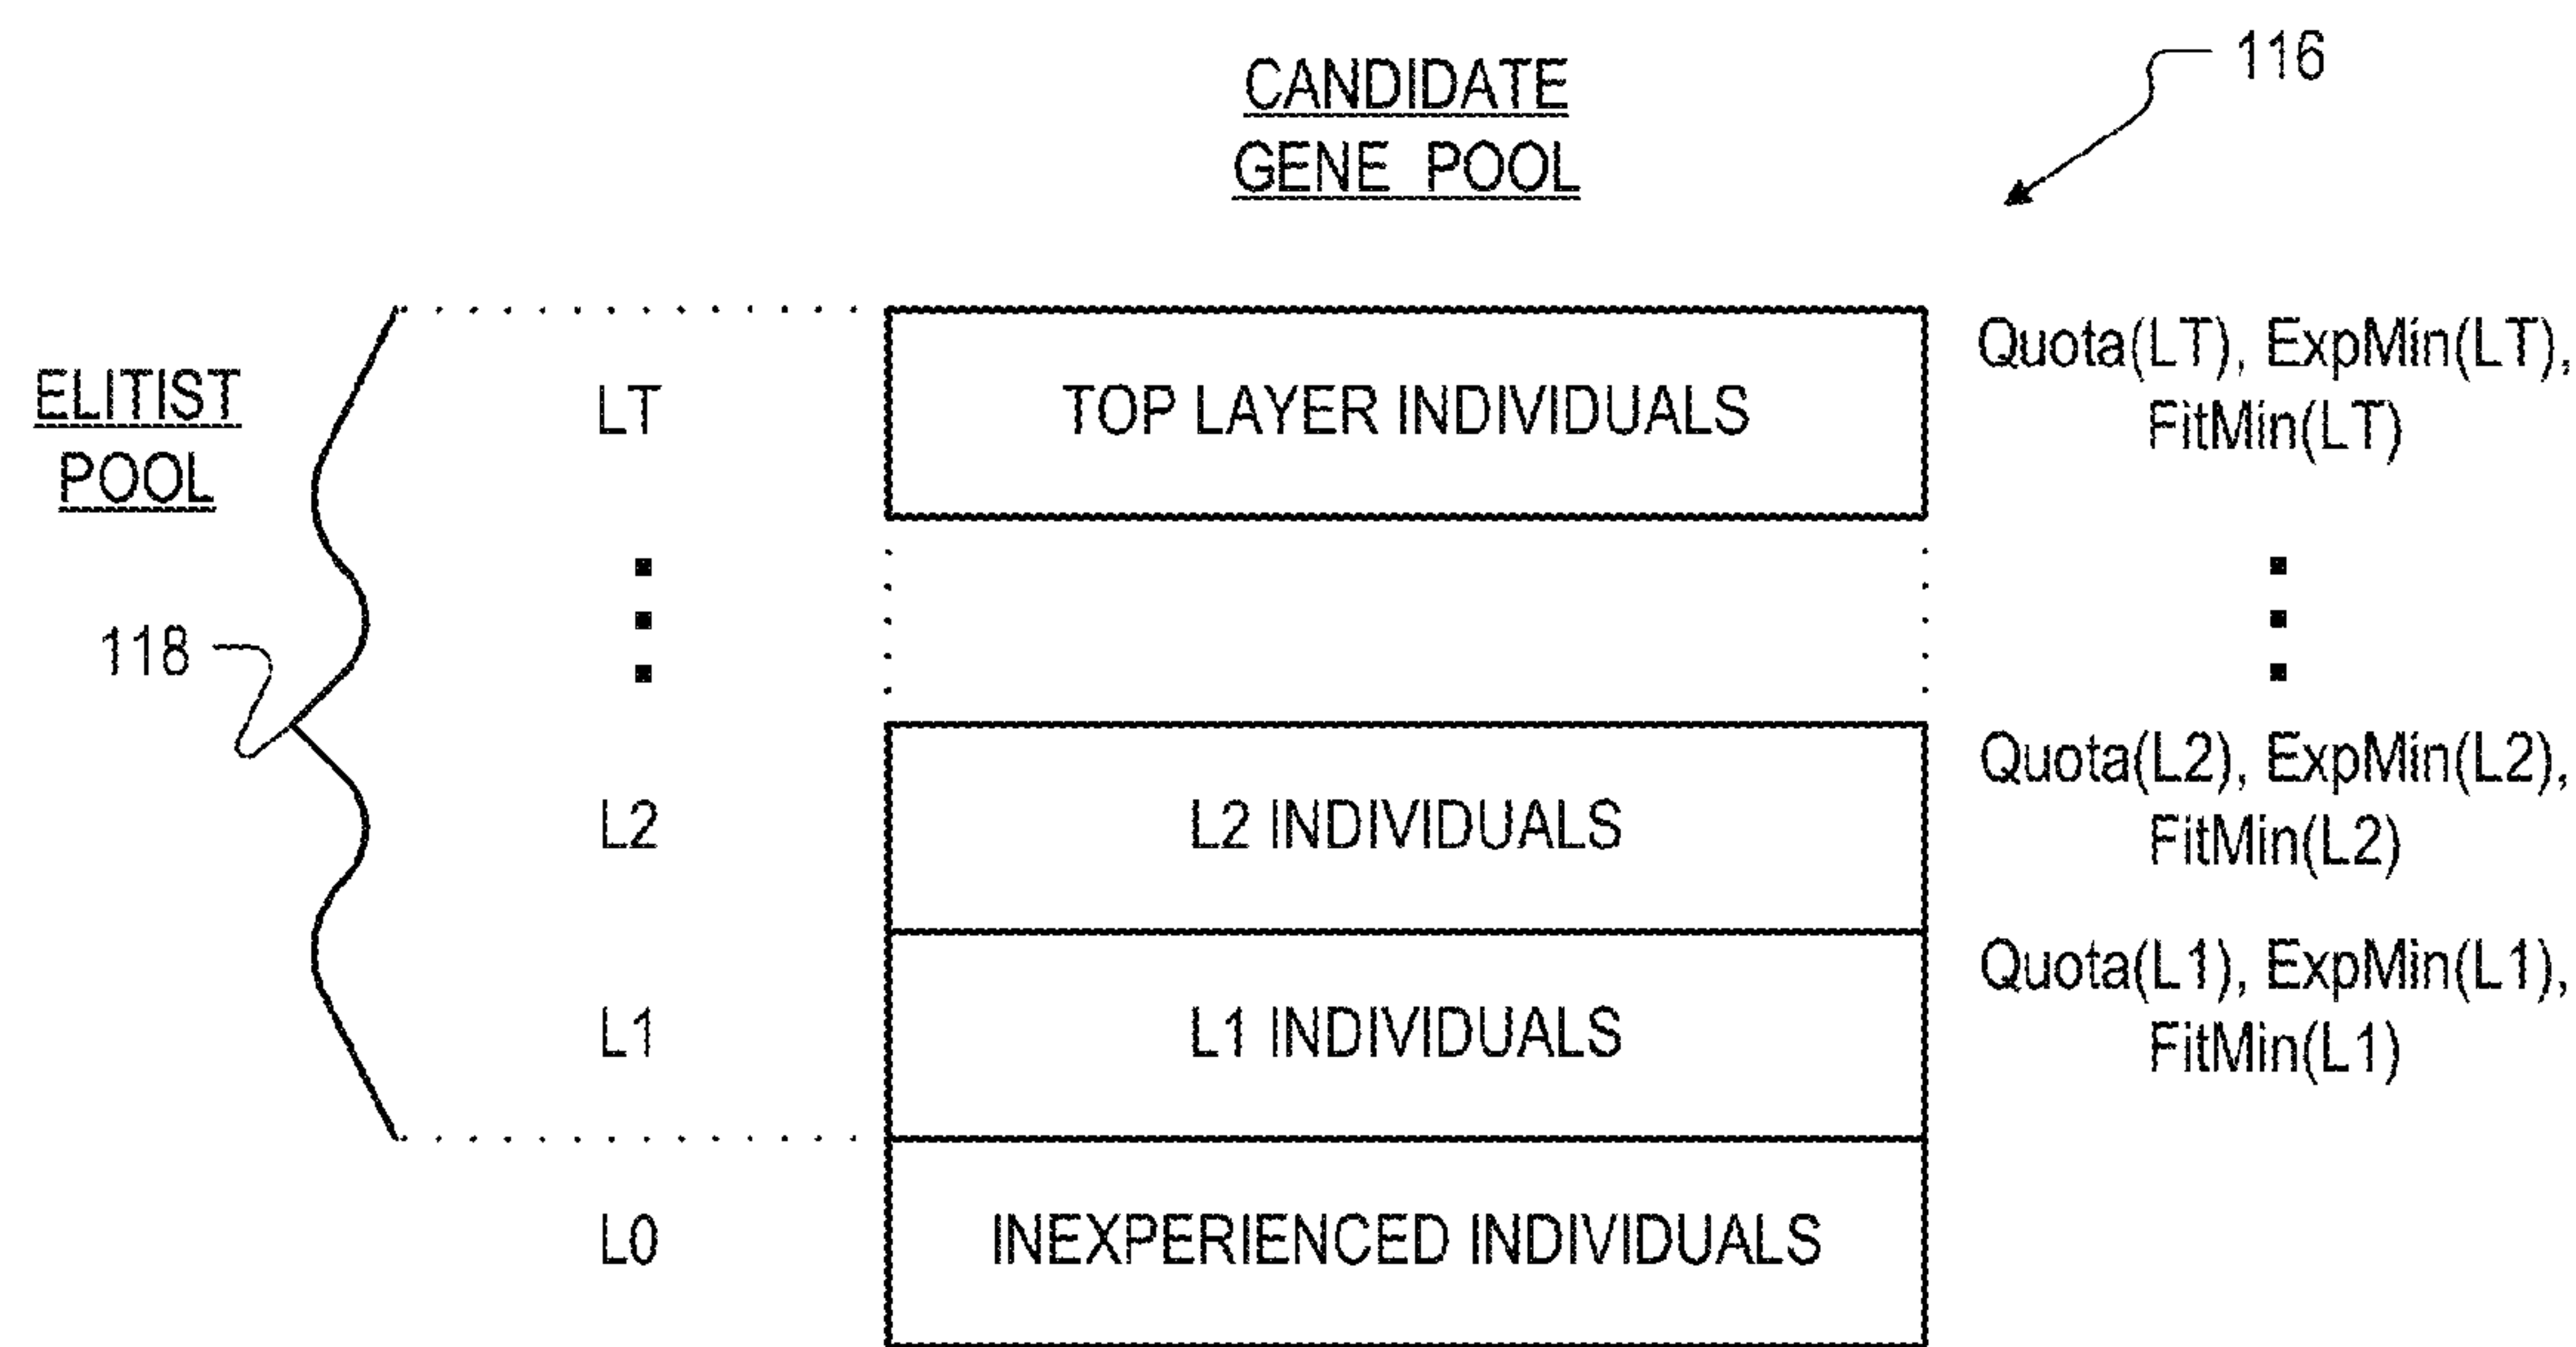 116
CANDIDATE
GENE POOL
ELITIST
POOL
118
LT
TOP LAYER INDIVIDUALS
Quota(LT), ExpMin(LT),
FitMin(LT)
L2
L2 INDIVIDUALS
Quota(L2), ExpMin(L2),
FitMin(L2)
L1
L1 INDIVIDUALS
Quota(L1), ExpMin(L1),
FitMin(L1)
L0
INEXPERIENCED INDIVIDUALS